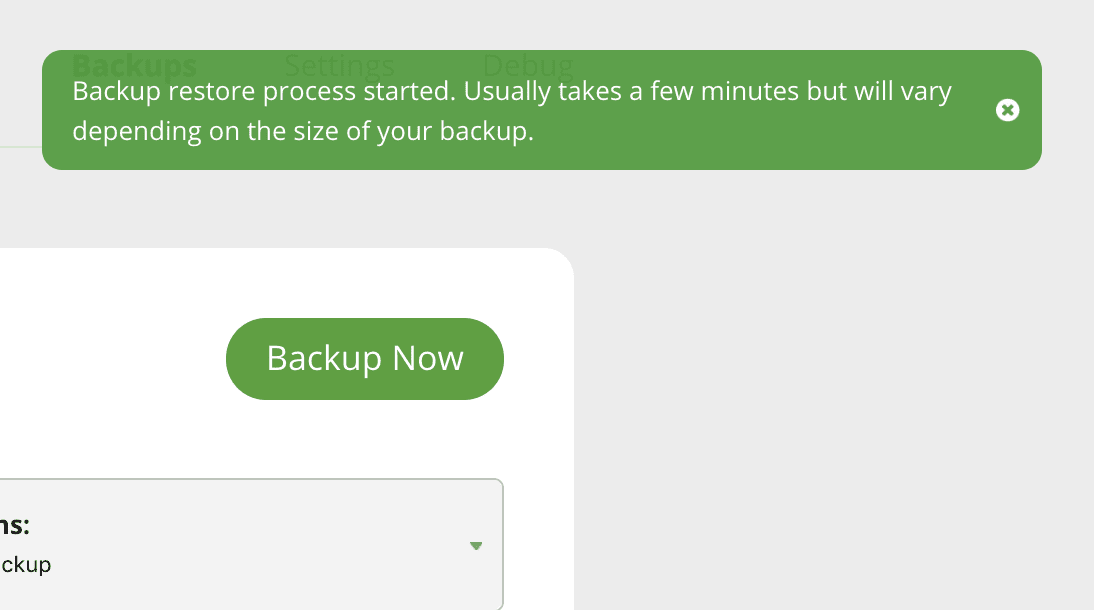 Backups Settings Debug
Backup restore process started. Usually takes a few minutes but will vary
depending on the size of your backup.
Backup Now
ns:
ckup